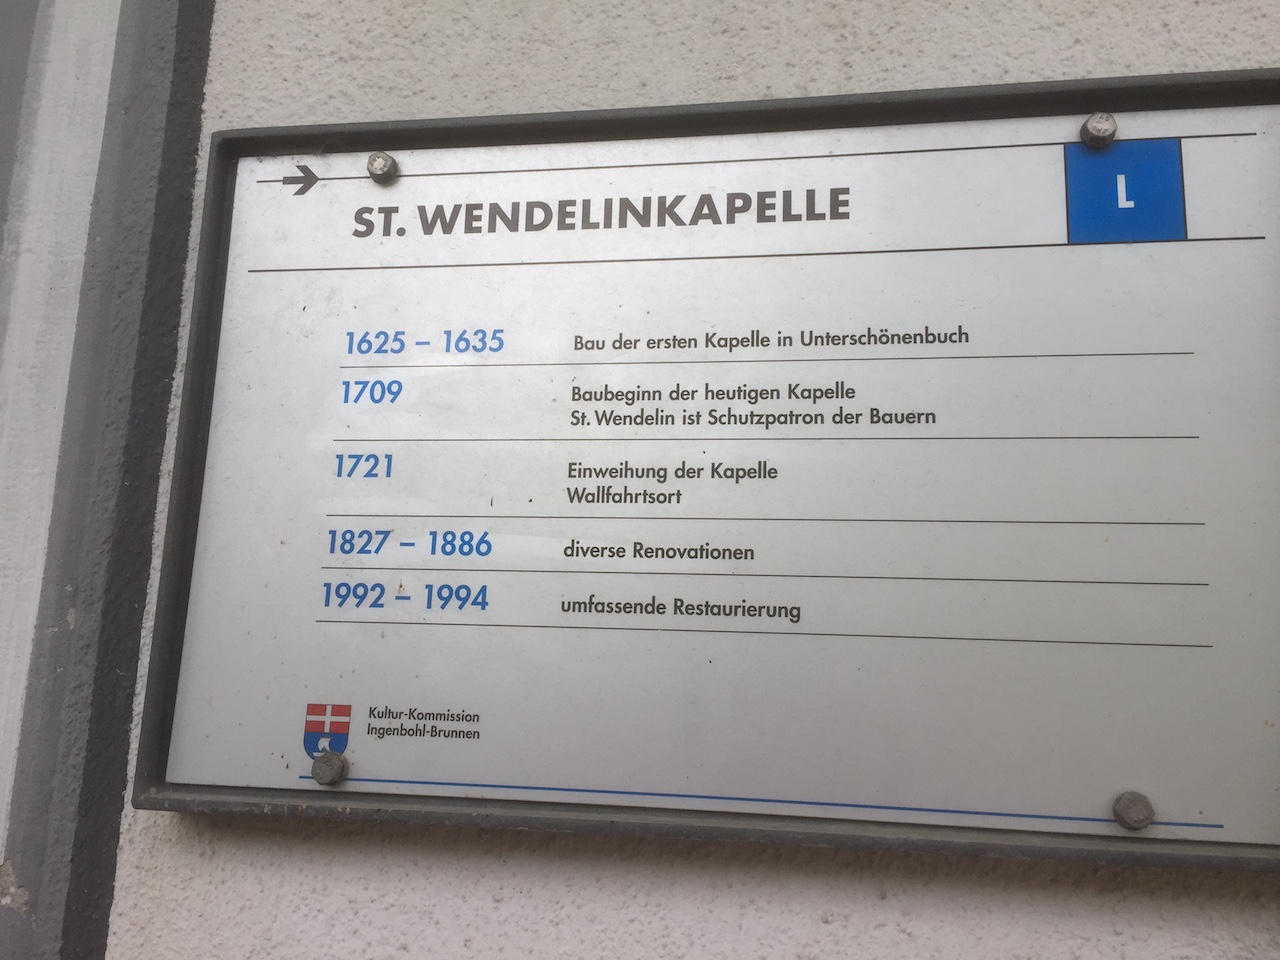 ST. WENDELINKAPELLE
L
1625 – 1635 Bau der ersten Kapelle in Unterschönenbuch
1709 Baubeginn der heutigen Kapelle
St. Wendelin ist Schutzpatron der Bauern
1721 Einweihung der Kapelle
Wallfahrtsort
1827 – 1886 diverse Renovationen
1992 – 1994 umfassende Restaurierung
Kultur-Kommission
Ingenbohl-Brunnen